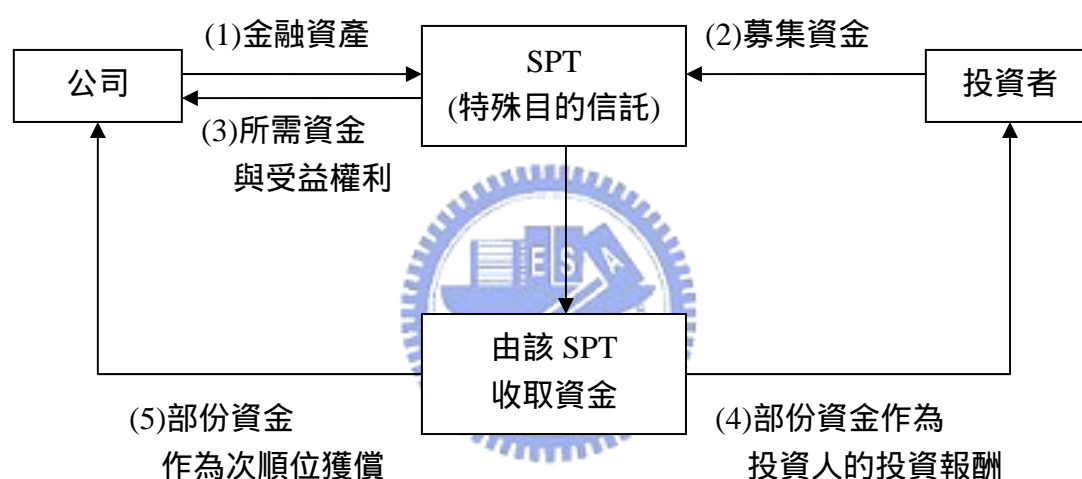 (1)金融資產
(2)募集資金
公司
SPT
(特殊目的信託)
投資者
(3)所需資金
與受益權利
ESA
由該 SPT
收取資金
(5)部份資金
作為次順位獲償
(4)部份資金作為
投資人的投資報酬